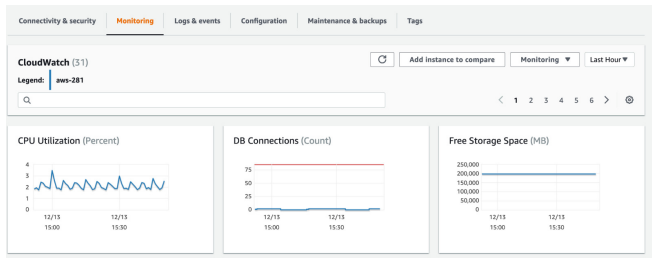 Connectivity & security Monitoring Logs & events Configuration Maintenance & backups Tags
CloudWatch (31)
Add instance to compare Monitoring ▼ Last Hour ▼
Legend: aws-281
< 1 2 3 4 5 6 >
CPU Utilization (Percent)
4
3
2
1
0
12/13 12/13
15:00 15:30
DB Connections (Count)
75
50
25
0
12/13 12/13
15:00 15:30
Free Storage Space (MB)
250,000
200,000
150,000
100,000
50,000
0
12/13 12/13
15:00 15:30